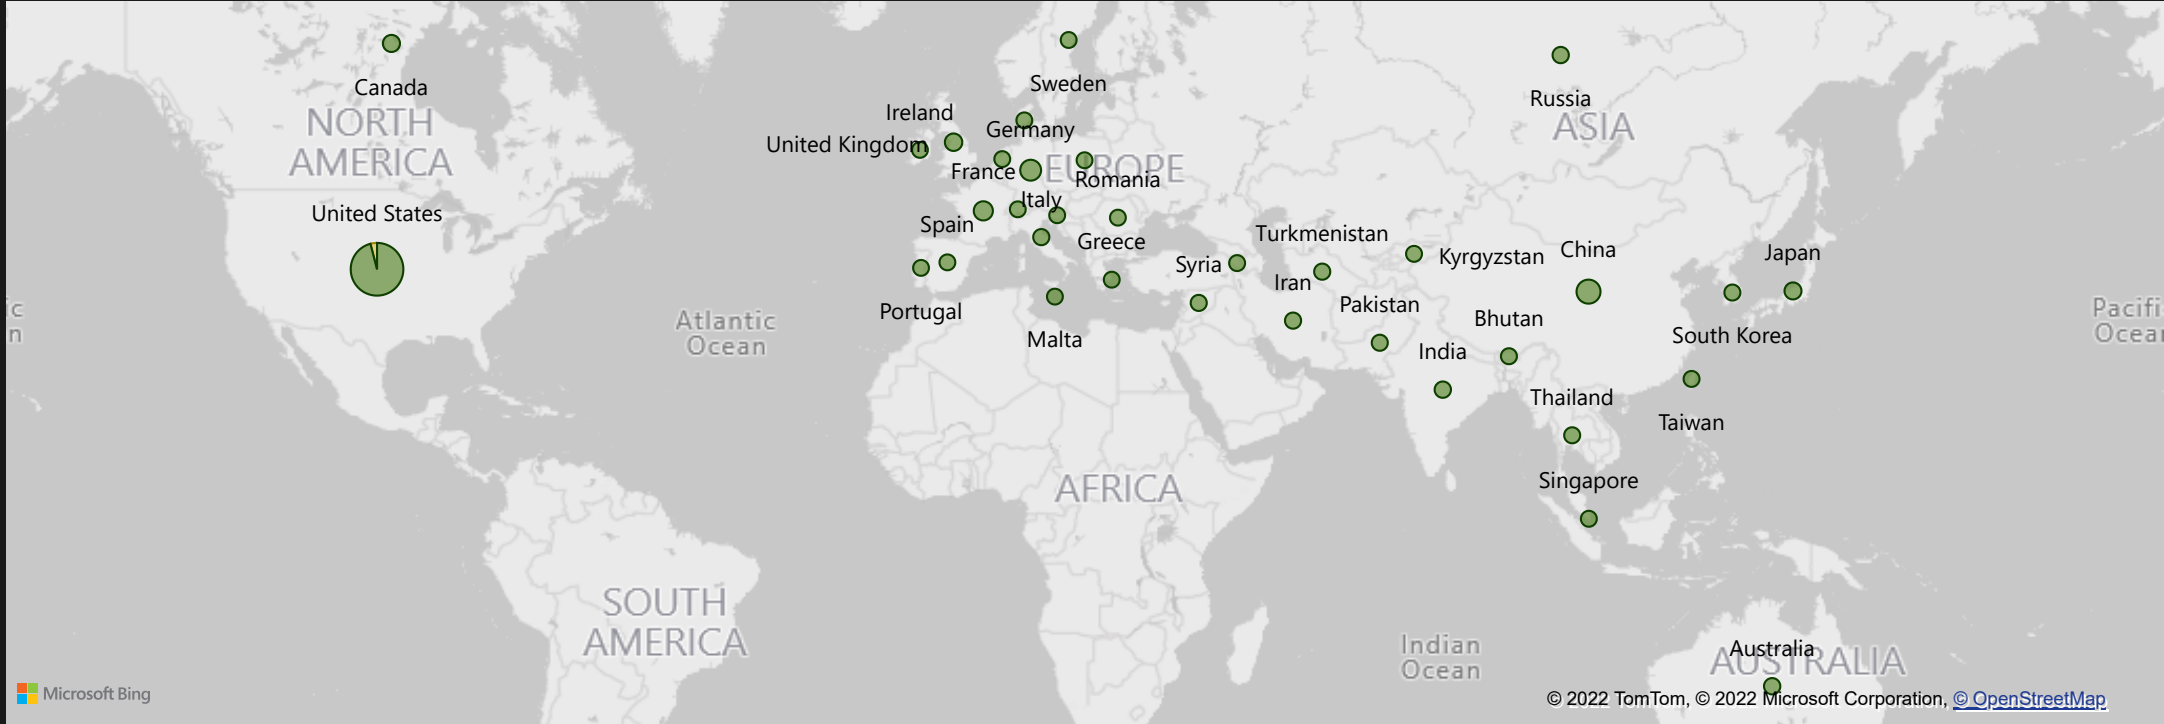 Canada
NORTH
AMERICA
United States
Sweden
Ireland
Germany
United Kingdom
EUROPE
France
Romania
Italy
Spain
Greece
Portugal
Malta
Russia
ASIA
Turkmenistan
Kyrgyzstan
China
Japan
Syria
Iran
Pakistan
Bhutan
South Korea
India
Thailand
Taiwan
Singapore
ic
n
Atlantic
Ocean
Pacifi
Ocean
AFRICA
SOUTH
AMERICA
Indian
Ocean
Australia
AUSTRALIA
Microsoft Bing
© 2022 TomTom, © 2022 Microsoft Corporation, © OpenStreetMap